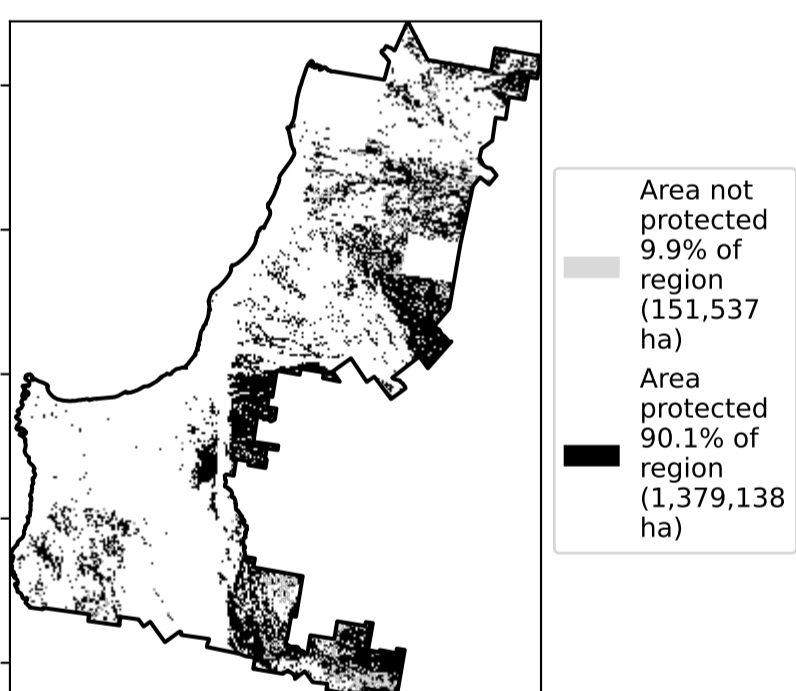 Area not
protected
9.9% of
region
(151,537
ha)
Area
protected
90.1% of
region
(1,379,138
ha)